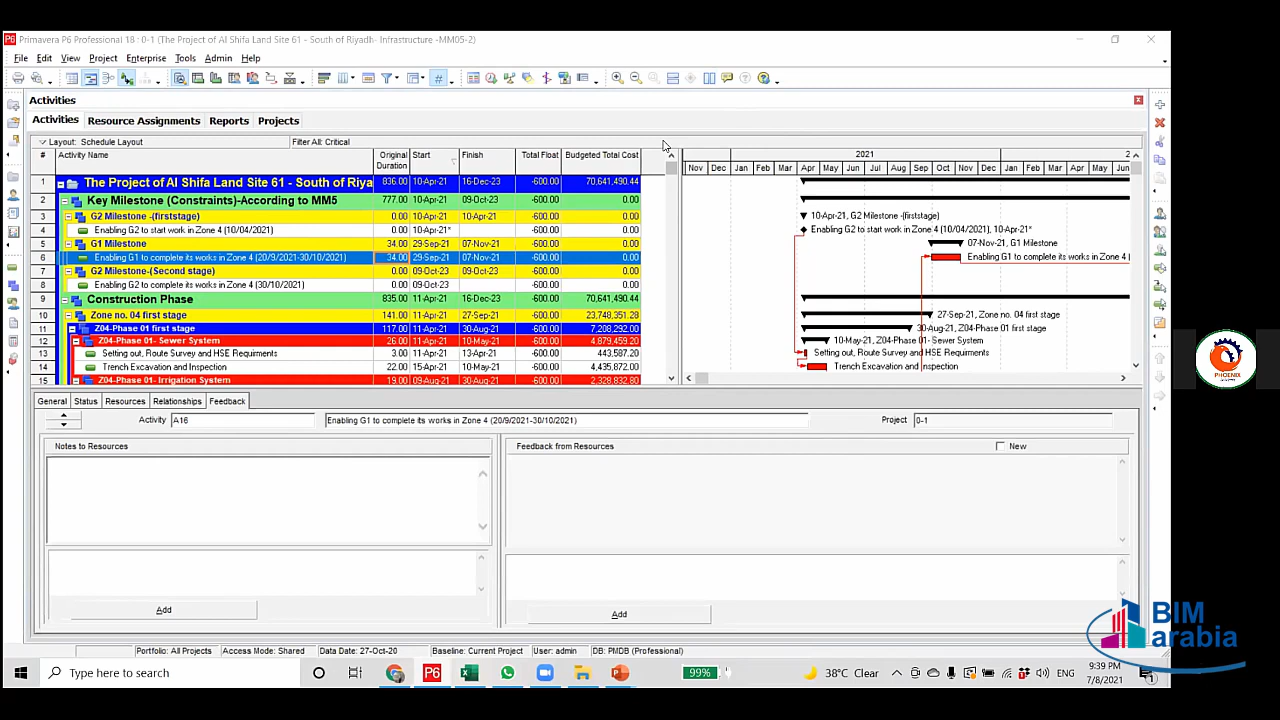 P6 Primavera P6 Professional 18 : 0-1 (The Project of Al Shifa Land Site 61 - South of Riyadh- Infrastructure -MM05-2)
File Edit View Project Enterprise Tools Admin Help
Activities
Activities Resource Assignments Reports Projects
Layout: Schedule Layout Filter All: Critical
# Activity Name Original Duration Start Finish Total Float Budgeted Total Cost 2021 2
Nov Dec Jan Feb Mar Apr May Jun Jul Aug Sep Oct Nov Dec Jan Feb Mar Apr May Jun
1 The Project of Al Shifa Land Site 61 - South of Riya 836.00 10-Apr-21 16-Dec-23 -600.00 70,641,490.44
2 Key Milestone (Constraints)-According to MM5 777.00 10-Apr-21 09-Oct-23 -600.00 0.00
3 G2 Milestone -(firststage) 0.00 10-Apr-21 10-Apr-21 -600.00 0.00 10-Apr-21, G2 Milestone -(firststage)
4 Enabling G2 to start work in Zone 4 (10/04/2021) 0.00 10-Apr-21* -600.00 0.00 Enabling G2 to start work in Zone 4 (10/04/2021), 10-Apr-21*
5 G1 Milestone 34.00 29-Sep-21 07-Nov-21 -600.00 0.00 07-Nov-21, G1 Milestone
6 Enabling G1 to complete its works in Zone 4 (20/9/2021-30/10/2021) 34.00 29-Sep-21 07-Nov-21 -600.00 0.00 Enabling G1 to complete its works in Zone 4 (
7 G2 Milestone-(Second stage) 0.00 09-Oct-23 09-Oct-23 -600.00 0.00
8 Enabling G2 to complete its works in Zone 4 (30/10/2021) 0.00 09-Oct-23 -600.00 0.00
9 Construction Phase 835.00 11-Apr-21 16-Dec-23 -600.00 70,641,490.44
10 Zone no. 04 first stage 141.00 11-Apr-21 27-Sep-21 -600.00 23,748,351.28 27-Sep-21, Zone no. 04 first stage
11 Z04-Phase 01 first stage 117.00 11-Apr-21 30-Aug-21 -600.00 7,208,292.00 30-Aug-21, Z04-Phase 01 first stage
12 Z04-Phase 01- Sewer System 26.00 11-Apr-21 10-May-21 -600.00 4,879,459.20 10-May-21, Z04-Phase 01- Sewer System
13 Setting out, Route Survey and HSE Requirments 3.00 11-Apr-21 13-Apr-21 -600.00 443,587.20 Setting out, Route Survey and HSE Requirments
14 Trench Excavation and Inspection 22.00 15-Apr-21 10-May-21 -600.00 4,435,872.00 Trench Excavation and Inspection
15 Z04-Phase 01- Irrigation System 19.00 09-Aug-21 30-Aug-21 -600.00 2,328,832.80
General Status Resources Relationships Feedback
Activity A16 Enabling G1 to complete its works in Zone 4 (20/9/2021-30/10/2021) Project 0-1
Notes to Resources Feedback from Resources New
Add Add
Portfolio: All Projects Access Mode: Shared Data Date: 27-Oct-20 Baseline: Current Project User: admin DB: PMDB (Professional)
Type here to search P6 99% 38°C Clear ENG 9:39 PM
7/8/2021 1
PHOENIX
BIM
arabia